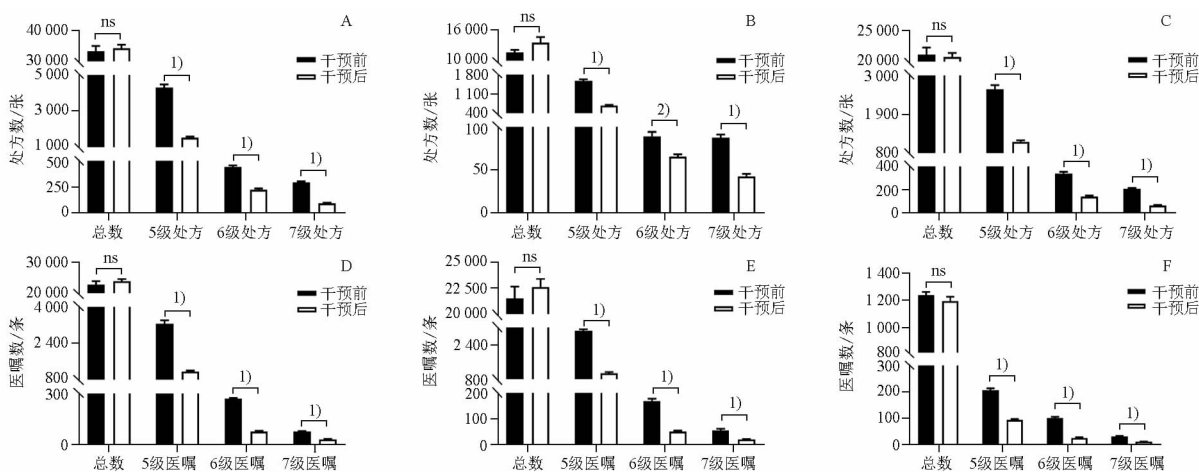 A
40 000
30 000
5 000
3 000
1 000
500
250
0
处方数/张
ns
1)
1)
1)
干预前
干预后
总数 5级处方 6级处方 7级处方
B
16 000
10 000
1 800
1 100
400
100
50
0
处方数/张
ns
1)
2)
1)
干预前
干预后
总数 5级处方 6级处方 7级处方
C
25 000
20 000
3 000
1 900
800
400
200
0
处方数/张
ns
1)
1)
1)
干预前
干预后
总数 5级处方 6级处方 7级处方
D
30 000
20 000
4 000
2 400
800
300
0
医嘱数/条
ns
1)
1)
1)
干预前
干预后
总数 5级医嘱 6级医嘱 7级医嘱
E
25 000
22 500
20 000
2 400
800
200
100
0
医嘱数/条
ns
1)
1)
1)
干预前
干预后
总数 5级医嘱 6级医嘱 7级医嘱
F
1 400
1 200
1 000
800
300
200
100
0
医嘱数/条
ns
1)
1)
1)
干预前
干预后
总数 5级医嘱 6级医嘱 7级医嘱